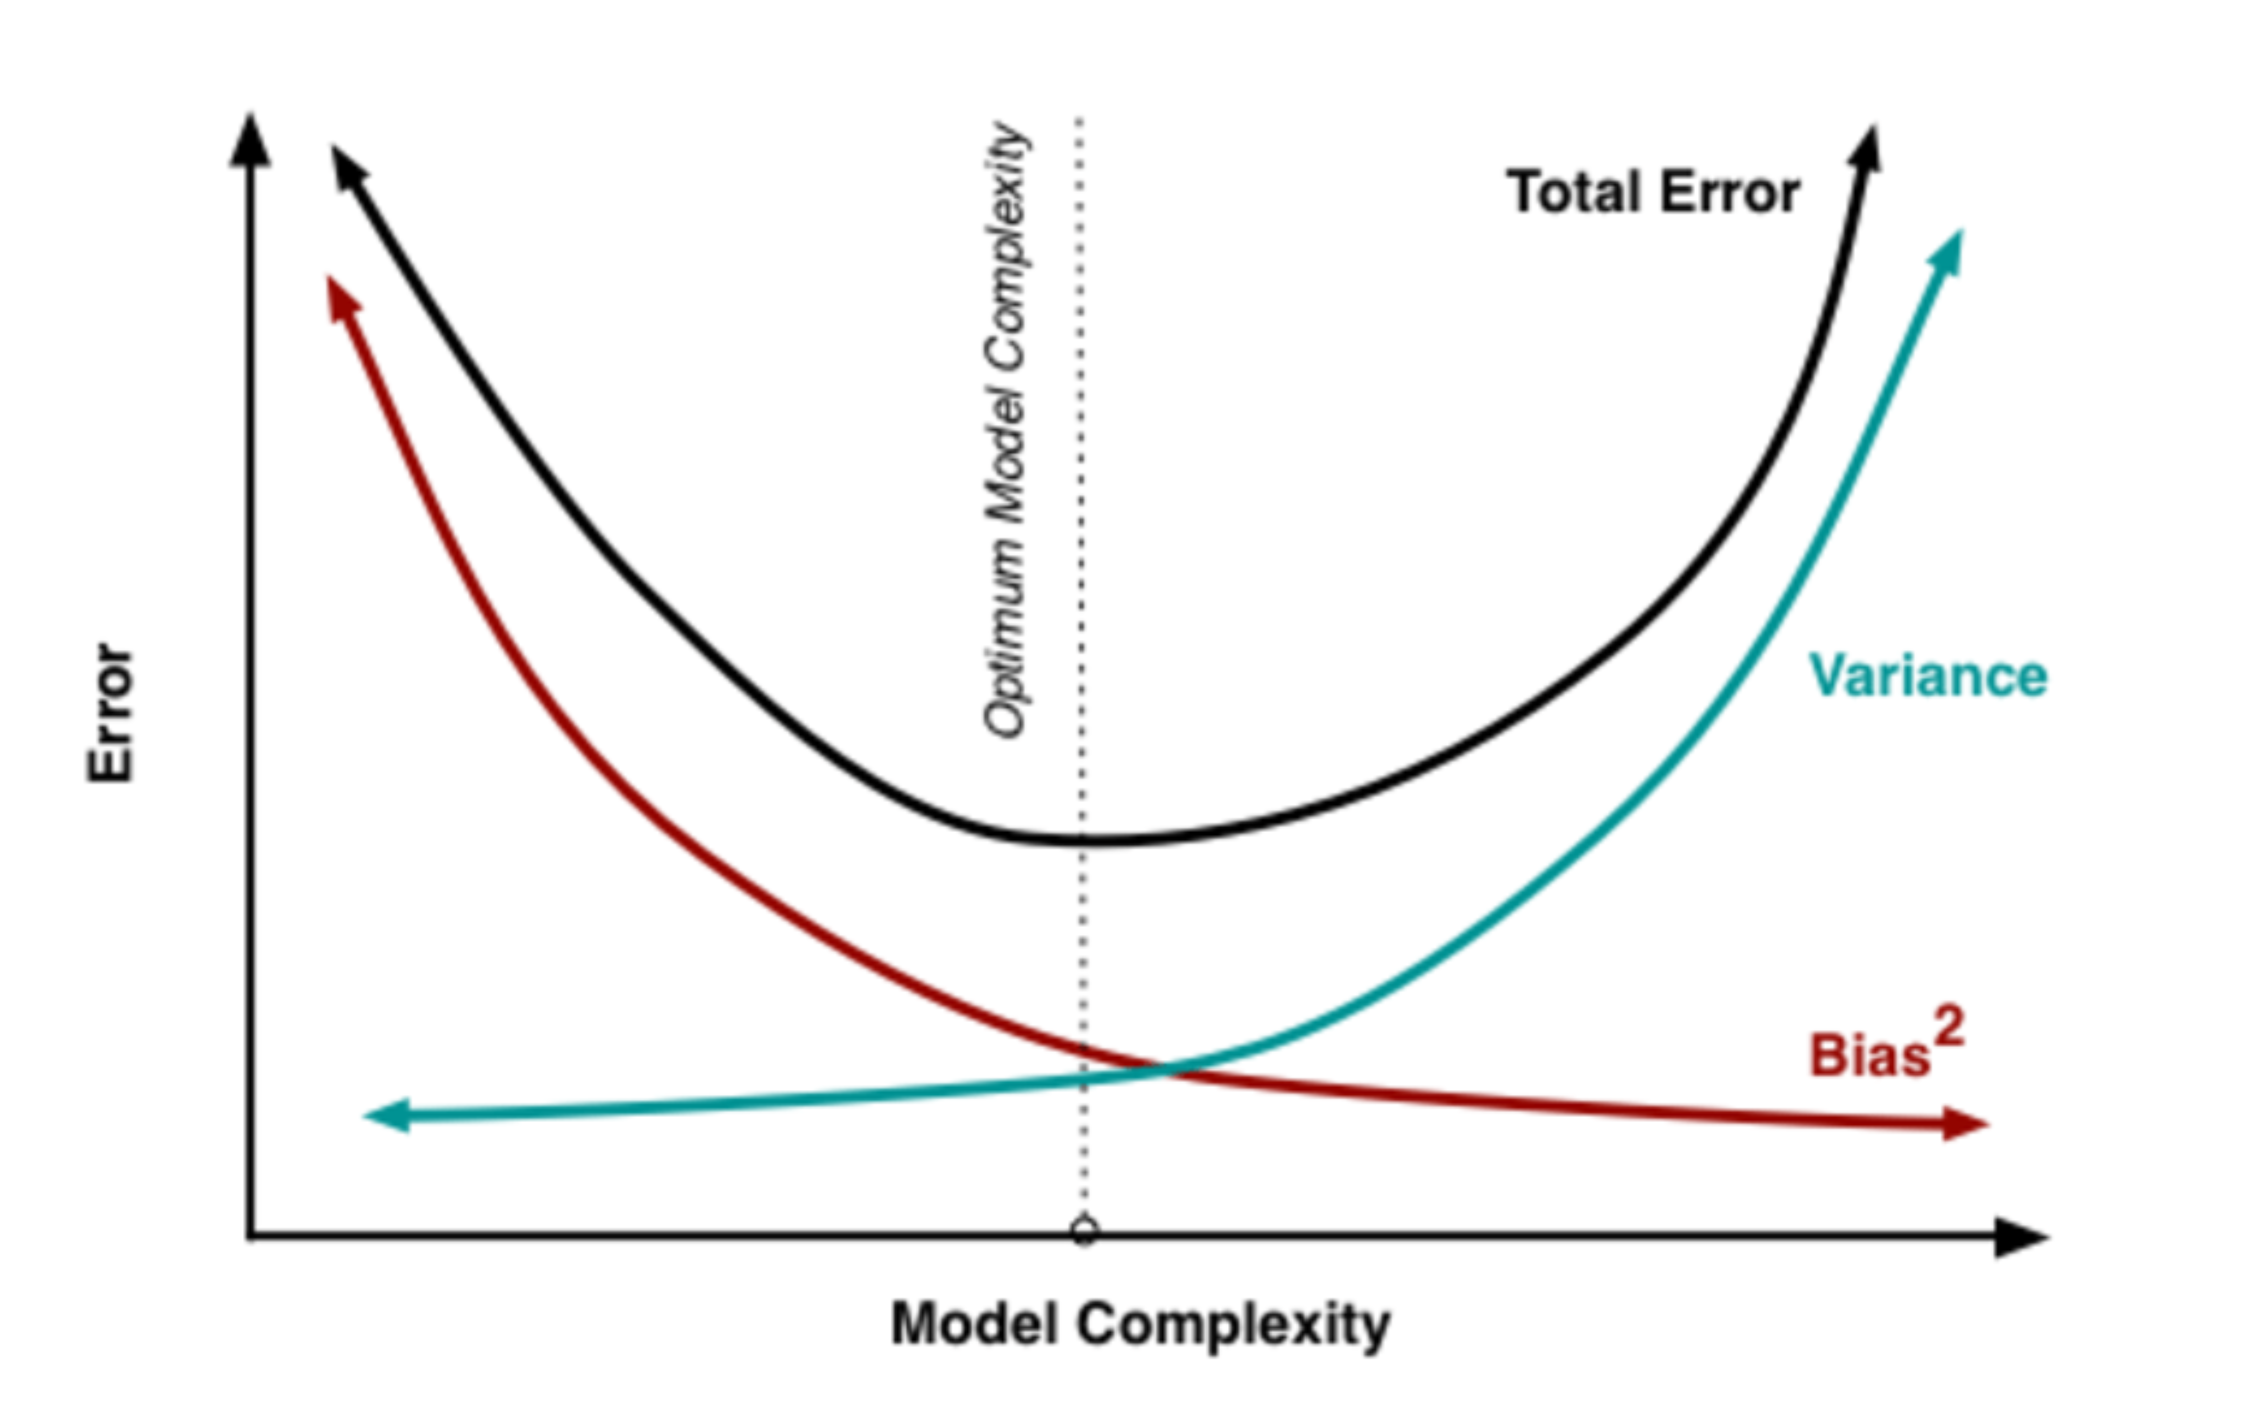 Optimum Model Complexity
Total Error
Variance
Error
Bias²
Model Complexity